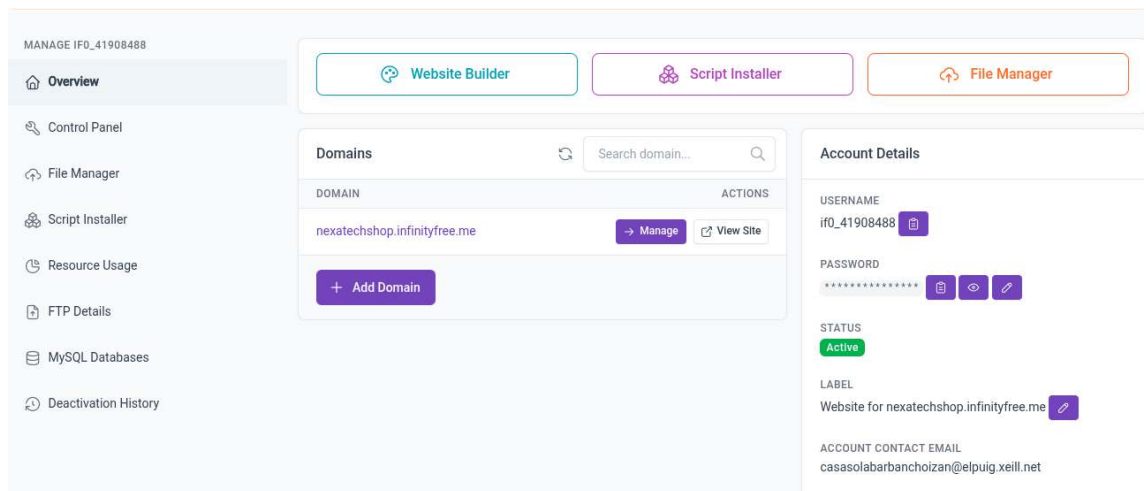 MANAGE IF0_41908488
Overview
Control Panel
File Manager
Script Installer
Resource Usage
FTP Details
MySQL Databases
Deactivation History
Website Builder
Script Installer
File Manager
Domains
Search domain...
DOMAIN ACTIONS
nexatechshop.infinityfree.me Manage View Site
Add Domain
Account Details
USERNAME
if0_41908488
PASSWORD
***************
STATUS
Active
LABEL
Website for nexatechshop.infinityfree.me
ACCOUNT CONTACT EMAIL
casasolabarbanchoizan@elpuig.xeill.net